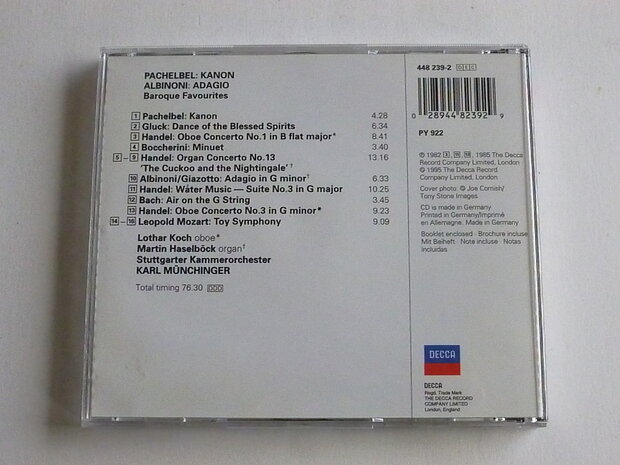 PACHELBEL: KANON
ALBINONI: ADAGIO
Baroque Favourites
1 Pachelbel: Kanon 4.28
2 Gluck: Dance of the Blessed Spirits 6.34
3 Handel: Oboe Concerto No.1 in B flat major* 8.41
4 Boccherini: Minuet 3.40
5 – 9 Handel: Organ Concerto No.13 13.16
‘The Cuckoo and the Nightingale’†
10 Albinoni/Giazotto: Adagio in G minor† 6.33
11 Handel: Water Music — Suite No.3 in G major 10.25
12 Bach: Air on the G String 3.45
13 Handel: Oboe Concerto No.3 in G minor* 9.23
14 – 16 Leopold Mozart: Toy Symphony 9.09
Lothar Koch oboe*
Martin Haselböck organ†
Stuttgarter Kammerorchester
KARL MÜNCHINGER
Total timing 76.30 DDD
448 239-2 DEC
0 28944 82392 9
PY 922
℗ 1982 3, 11, 13, 1985 The Decca
Record Company Limited, London
© 1995 The Decca Record
Company Limited, London
Cover photo: © Joe Cornish/
Tony Stone Images
CD is made in Germany
Printed in Germany/Imprimé
en Allemagne. Made in Germany
Booklet enclosed · Brochure incluse
Mit Beiheft · Note incluse · Notas
incluidas
DECCA
DECCA
Regd. Trade Mark
THE DECCA RECORD
COMPANY LIMITED
London, England